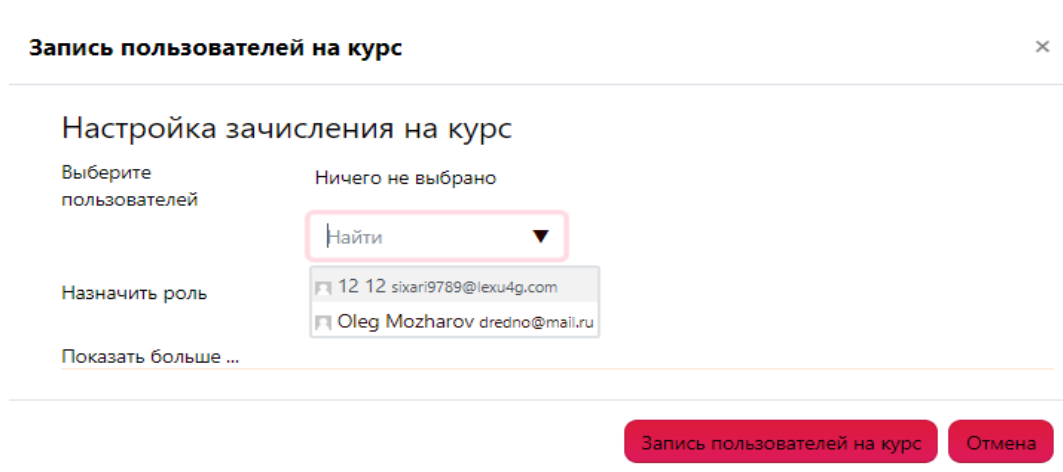 Запись пользователей на курс ×
Настройка зачисления на курс
Выберите
пользователей
Ничего не выбрано
Найти ▼
Назначить роль
12 12 sixari9789@lexu4g.com
Oleg Mozharov dredno@mail.ru
Показать больше ...
Запись пользователей на курс
Отмена